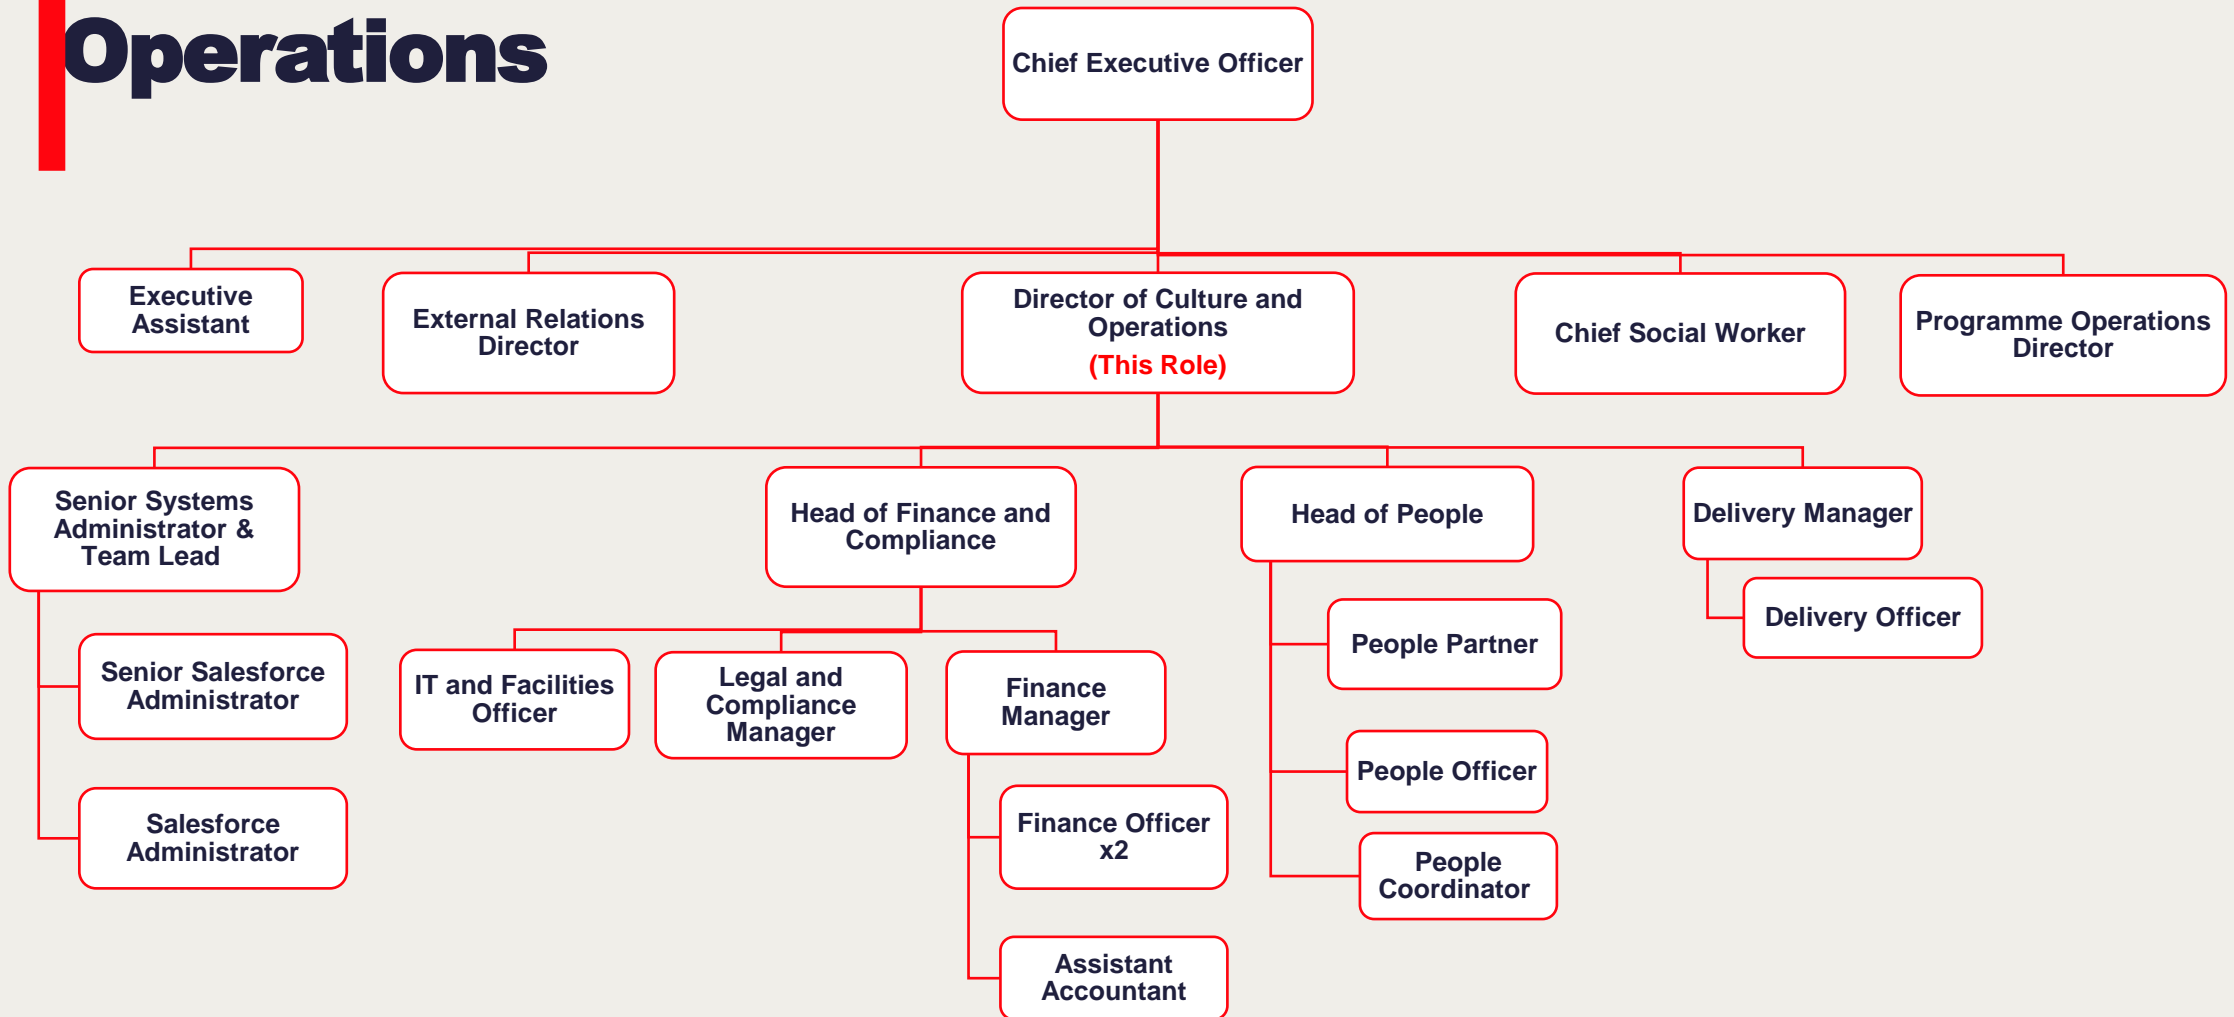 Operations
Chief Executive Officer
Executive
Assistant
External Relations
Director
Director of Culture and
Operations
(This Role)
Chief Social Worker
Programme Operations
Director
Senior Systems
Administrator &
Team Lead
Head of Finance and
Compliance
Head of People
Delivery Manager
Senior Salesforce
Administrator
Salesforce
Administrator
IT and Facilities
Officer
Legal and
Compliance
Manager
Finance
Manager
Finance Officer
x2
Assistant
Accountant
People Partner
People Officer
People
Coordinator
Delivery Officer